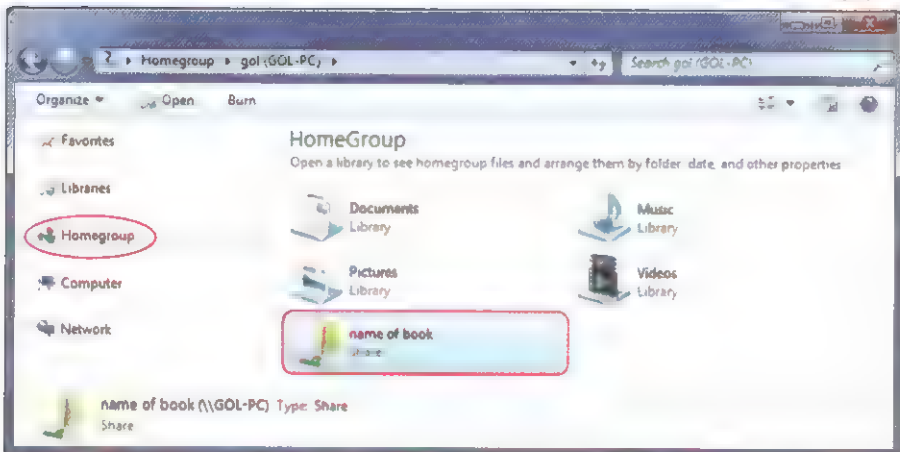 Homegroup ▸ gol (GOL-PC) ▸
Search gol (GOL-PC)
Organize Open Burn
Favorites
Libraries
Homegroup
Computer
Network
HomeGroup
Open a library to see homegroup files and arrange them by folder, date, and other properties
Documents
Library
Music
Library
Pictures
Library
Videos
Library
name of book
Share
name of book (\\GOL-PC) Type: Share
Share